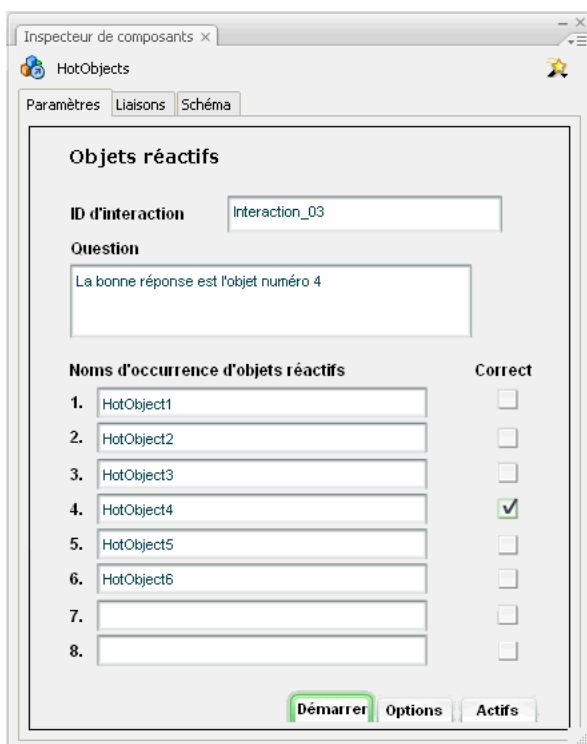 Inspecteur de composants
HotObjects
Paramètres Liaisons Schéma
Objets réactifs
ID d'interaction Interaction_03
Question
La bonne réponse est l'objet numéro 4
Noms d'occurrence d'objets réactifs Correct
1. HotObject1
2. HotObject2
3. HotObject3
4. HotObject4
5. HotObject5
6. HotObject6
7.
8.
Démarrer Options Actifs